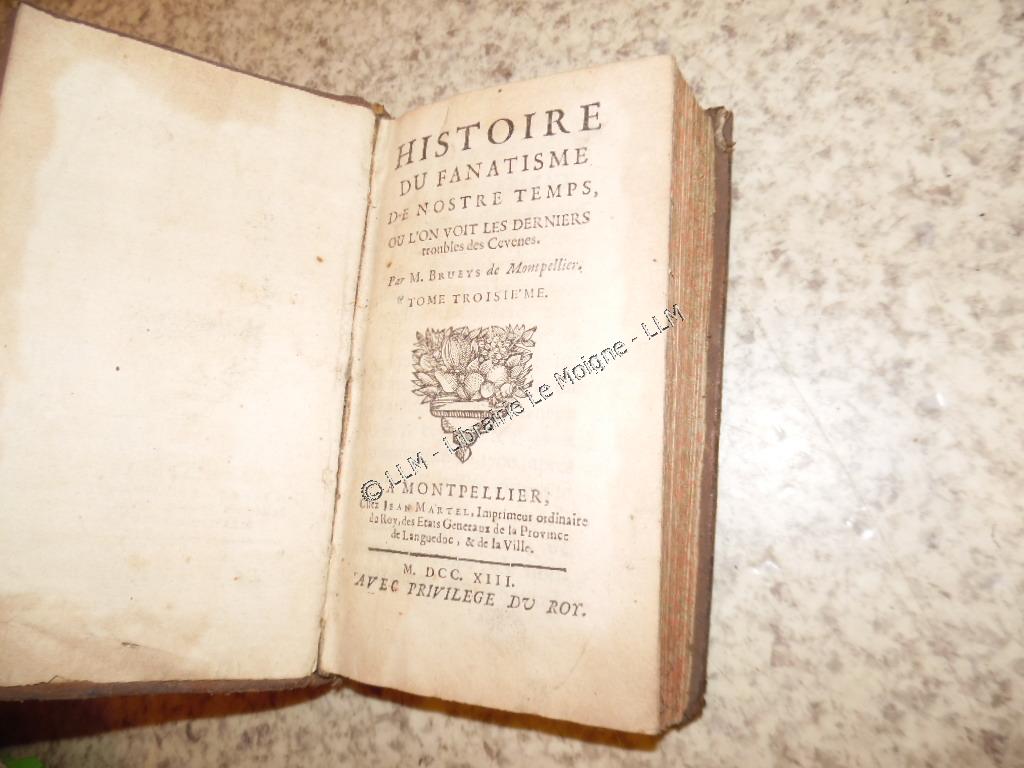 HISTOIRE
DU FANATISME
DE NOSTRE TEMPS,
OU L'ON VOIT LES DERNIERS
troubles des Cevenes.
Par M. BRUEYS de Montpellier.
TOME TROISIE'ME.
© LLM - Librairie Le Moigne - LLM
MONTPELLIER,
Chez JEAN MARTEL, Imprimeur ordinaire
du Roy, des Etats Generaux de la Province
de Languedoc, & de la Ville.
M. DCC. XIII.
AVEC PRIVILEGE DU ROY.